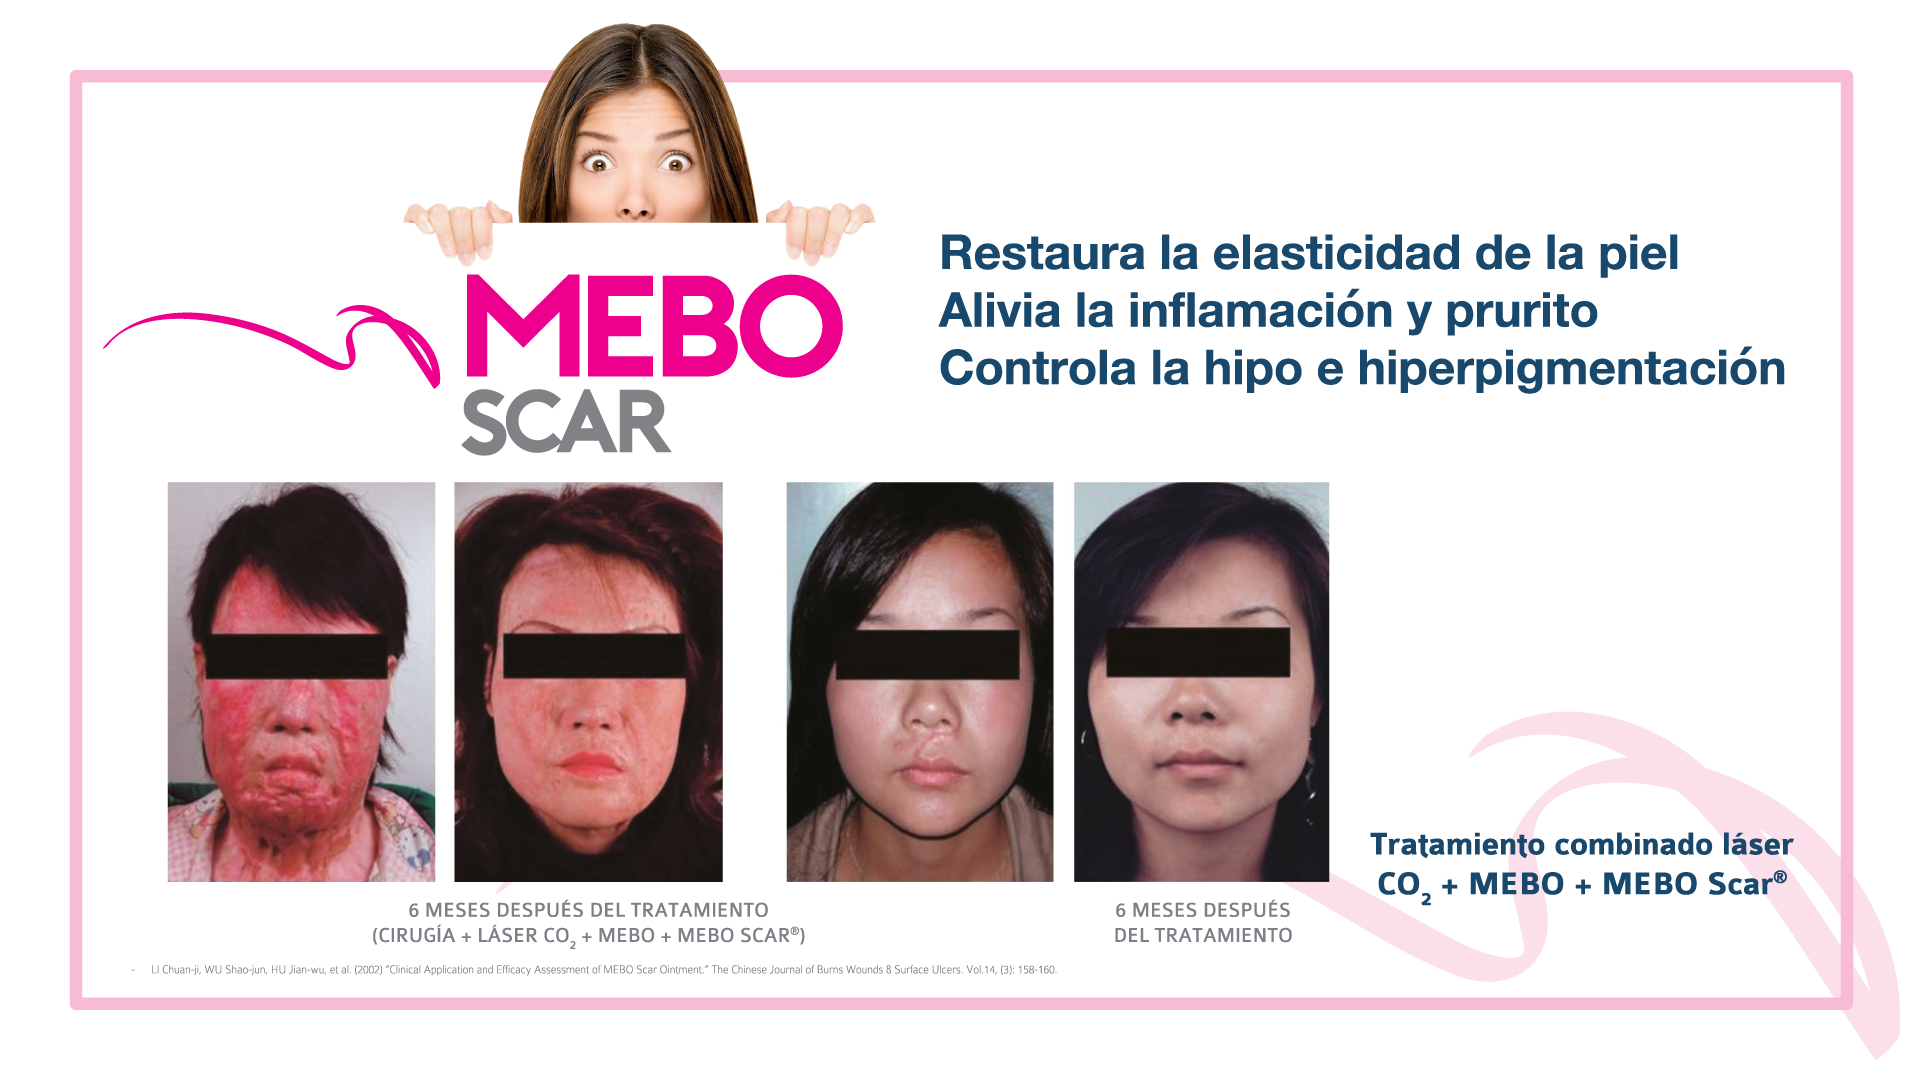 MEBO
SCAR
Restaura la elasticidad de la piel
Alivia la inflamación y prurito
Controla la hipo e hiperpigmentación
6 MESES DESPUÉS DEL TRATAMIENTO
(CIRUGÍA + LÁSER CO₂ + MEBO + MEBO SCAR®)
6 MESES DESPUÉS
DEL TRATAMIENTO
Tratamiento combinado láser
CO₂ + MEBO + MEBO Scar®
- LI Chuan-ji, WU Shao-jun, HU Jian-wu, et al. (2002) "Clinical Application and Efficacy Assessment of MEBO Scar Ointment." The Chinese Journal of Burns Wounds & Surface Ulcers. Vol.14, (3): 158-160.